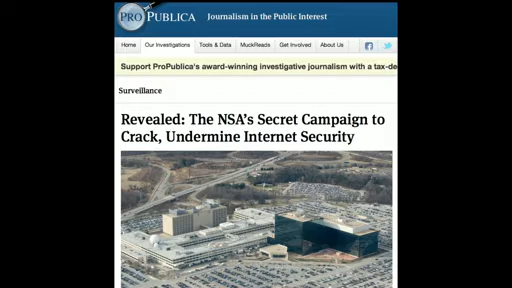 PRO PUBLICA Journalism in the Public Interest
Home Our Investigations Tools & Data MuckReads Get Involved About Us
Support ProPublica's award-winning investigative journalism with a tax-de
Surveillance
Revealed: The NSA's Secret Campaign to
Crack, Undermine Internet Security